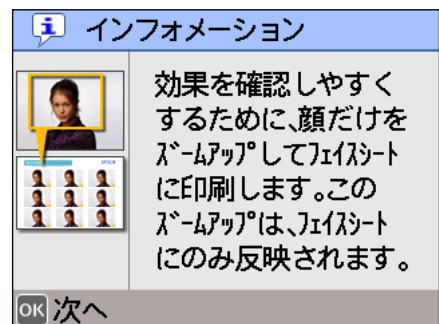 インフォメーション
効果を確認しやすく
するために、顔だけを
ｽﾞｰﾑｱｯﾌﾟしてﾌｪｲｽｼｰﾄ
に印刷します。この
ｽﾞｰﾑｱｯﾌﾟは、ﾌｪｲｽｼｰﾄ
にのみ反映されます。
OK 次へ